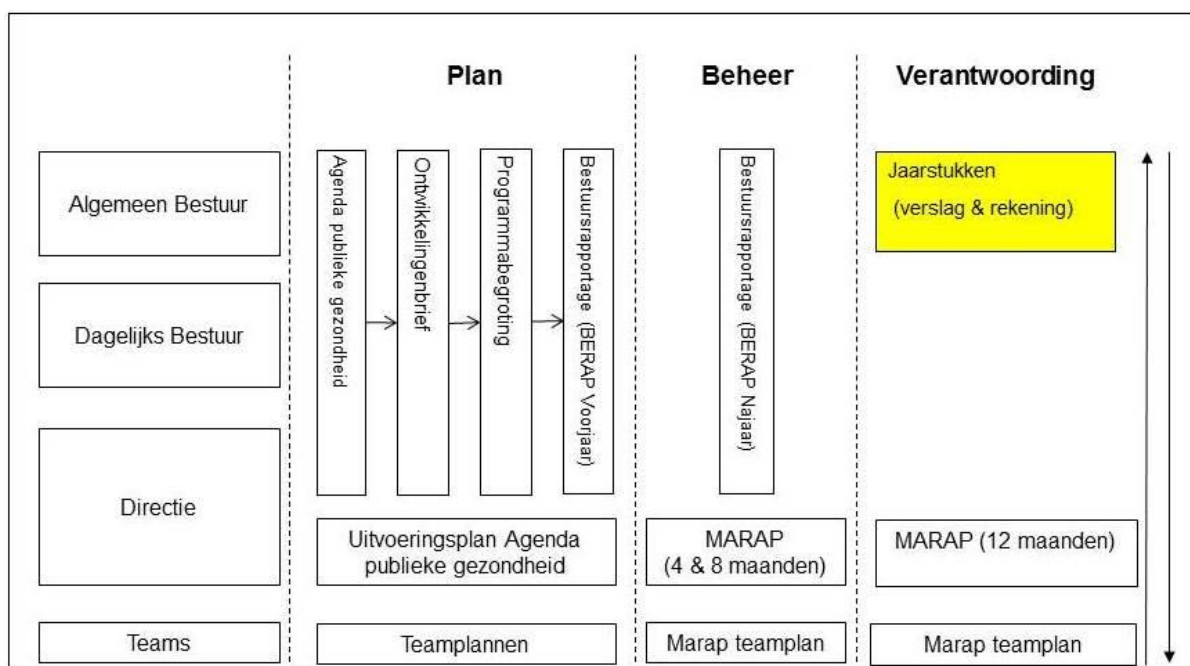 Plan
Beheer
Verantwoording
Algemeen Bestuur
Dagelijks Bestuur
Directie
Teams
Agenda publieke gezondheid
Ontwikkelingenbrief
Programmabegroting
Bestuursrapportage (BERAP Voorjaar)
Uitvoeringsplan Agenda
publieke gezondheid
Teamplannen
Bestuursrapportage (BERAP Najaar)
MARAP
(4 & 8 maanden)
Marap teamplan
Jaarstukken
(verslag & rekening)
MARAP (12 maanden)
Marap teamplan